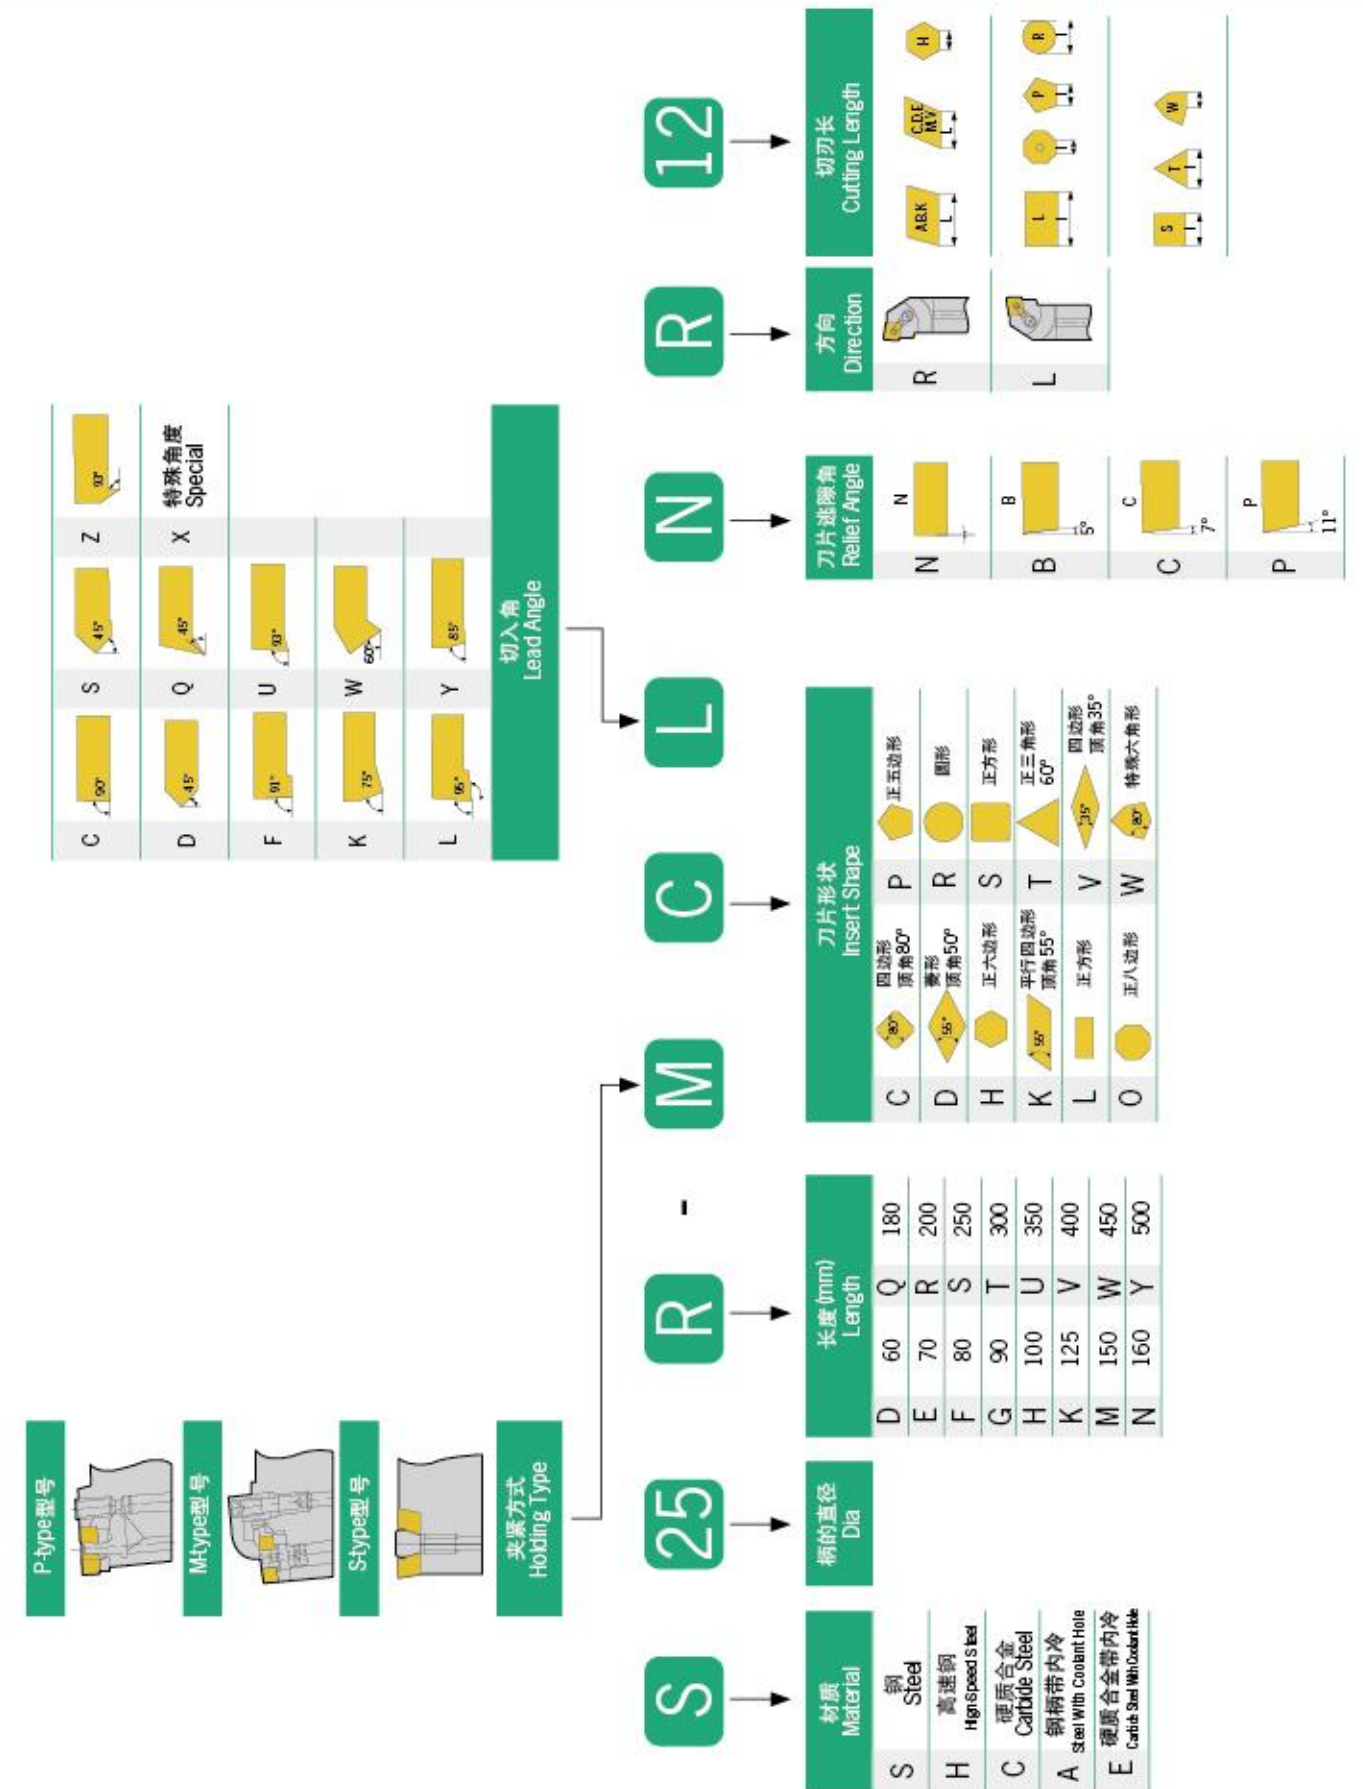 P-type型号
M-type型号
S-type型号
夹紧方式
Holding Type
C 90° S 45° Z 93°
D 45° Q 45° X 特殊角度
Special
F 91° U 93°
K 75° W 60°
L 95° Y 85°
切入角
Lead Angle
S 25 R - M C L N R 12
材质
Material
S 钢
Steel
H 高速钢
High-Speed Steel
C 硬质合金
Carbide Steel
A 钢柄带内冷
Steel With Coolant Hole
E 硬质合金带内冷
Carbide Steel With Coolant Hole
柄的直径
Dia
长度(mm)
Length
D 60 Q 180
E 70 R 200
F 80 S 250
G 90 T 300
H 100 U 350
K 125 V 400
M 150 W 450
N 160 Y 500
刀片形状
Insert Shape
C 80° 四边形
顶角80°
P 正五边形
D 55° 菱形
顶角50°
R 圆形
H 正六边形 S 正方形
K 55° 平行四边形
顶角55°
T 正三角形
60°
L 正方形
V 35° 四边形
顶角35°
O 正八边形 W 80° 特殊六角形
刀片逃隙角
Relief Angle
N N
B B 5°
C C 7°
P P 11°
方向
Direction
R
L
切刃长
Cutting Length
A.B.K C.D.E
M.V H
L L
L P R
S T W